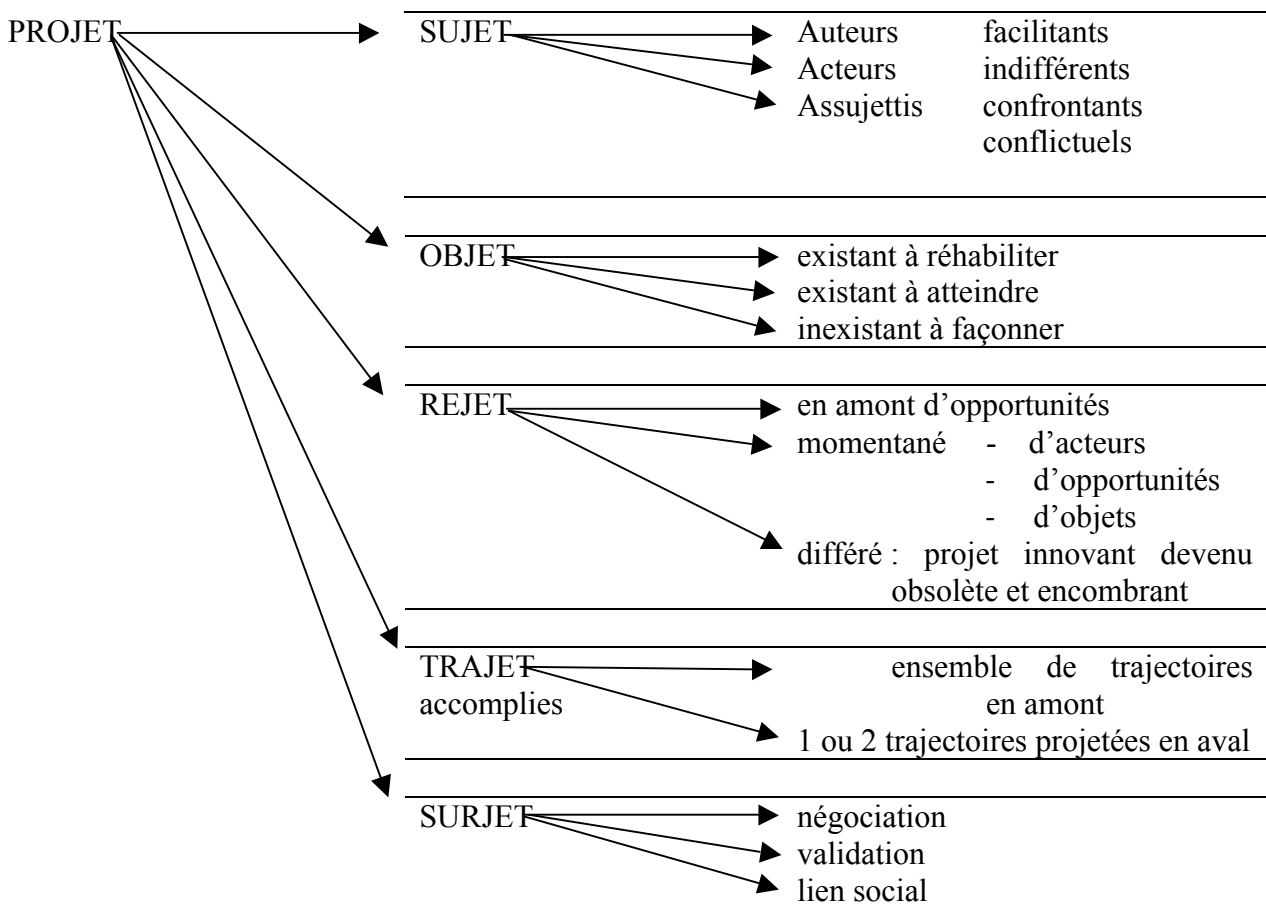 PROJET SUJET Auteurs facilitants
Acteurs indifférents
Assujettis confrontants
conflictuels
OBJET existant à réhabiliter
existant à atteindre
inexistant à façonner
REJET en amont d’opportunités
momentané - d’acteurs
- d’opportunités
- d’objets
différé : projet innovant devenu
obsolète et encombrant
TRAJET ensemble de trajectoires
accomplies en amont
1 ou 2 trajectoires projetées en aval
SURJET négociation
validation
lien social